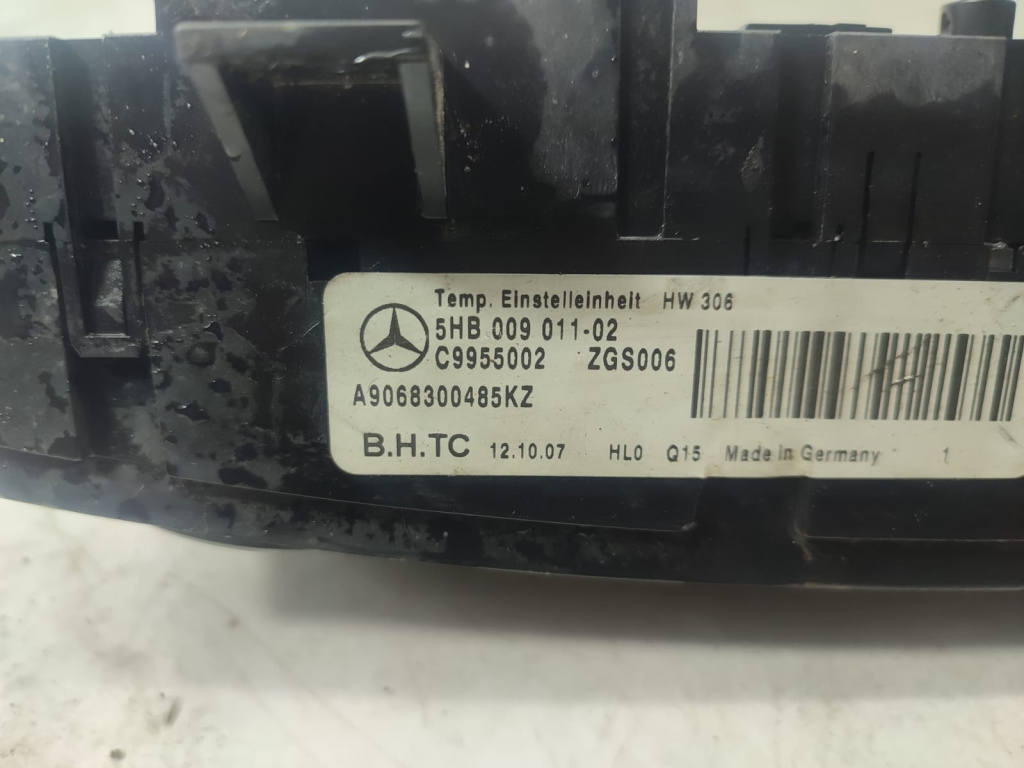 Temp. Einstelleinheit HW 306
5HB 009 011-02
C9955002 ZGS006
A9068300485KZ
B.H.TC 12.10.07 HL0 Q15 Made in Germany 1